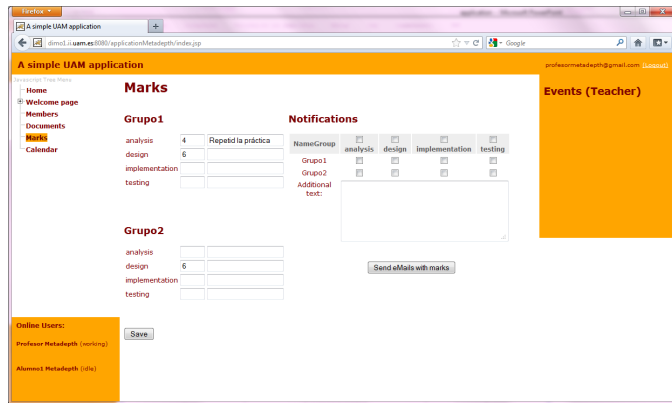 Firefox
A simple UAM application
dimo1.ii.uam.es:8080/applicationMetadepth/index.jsp
Google
A simple UAM application
profesormetadepth@gmail.com (Logout)
Javascript Tree Menu
Home
Welcome page
Members
Documents
Marks
Calendar
Marks
Grupo1
analysis 4 Repetid la práctica
design 6
implementation
testing
Grupo2
analysis
design 6
implementation
testing
Save
Notifications
NameGroup analysis design implementation testing
Grupo1
Grupo2
Additional
text:
Send eMails with marks
Events (Teacher)
Online Users:
Profesor Metadepth (working)
Alumno1 Metadepth (idle)